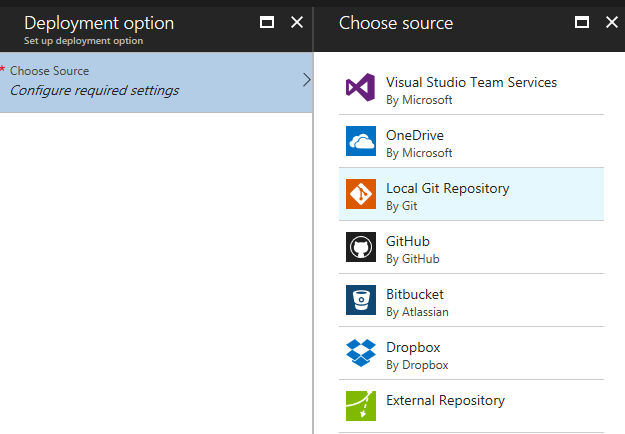 Deployment option
Set up deployment option
* Choose Source
Configure required settings
Choose source
Visual Studio Team Services
By Microsoft
OneDrive
By Microsoft
Local Git Repository
By Git
GitHub
By GitHub
Bitbucket
By Atlassian
Dropbox
By Dropbox
External Repository